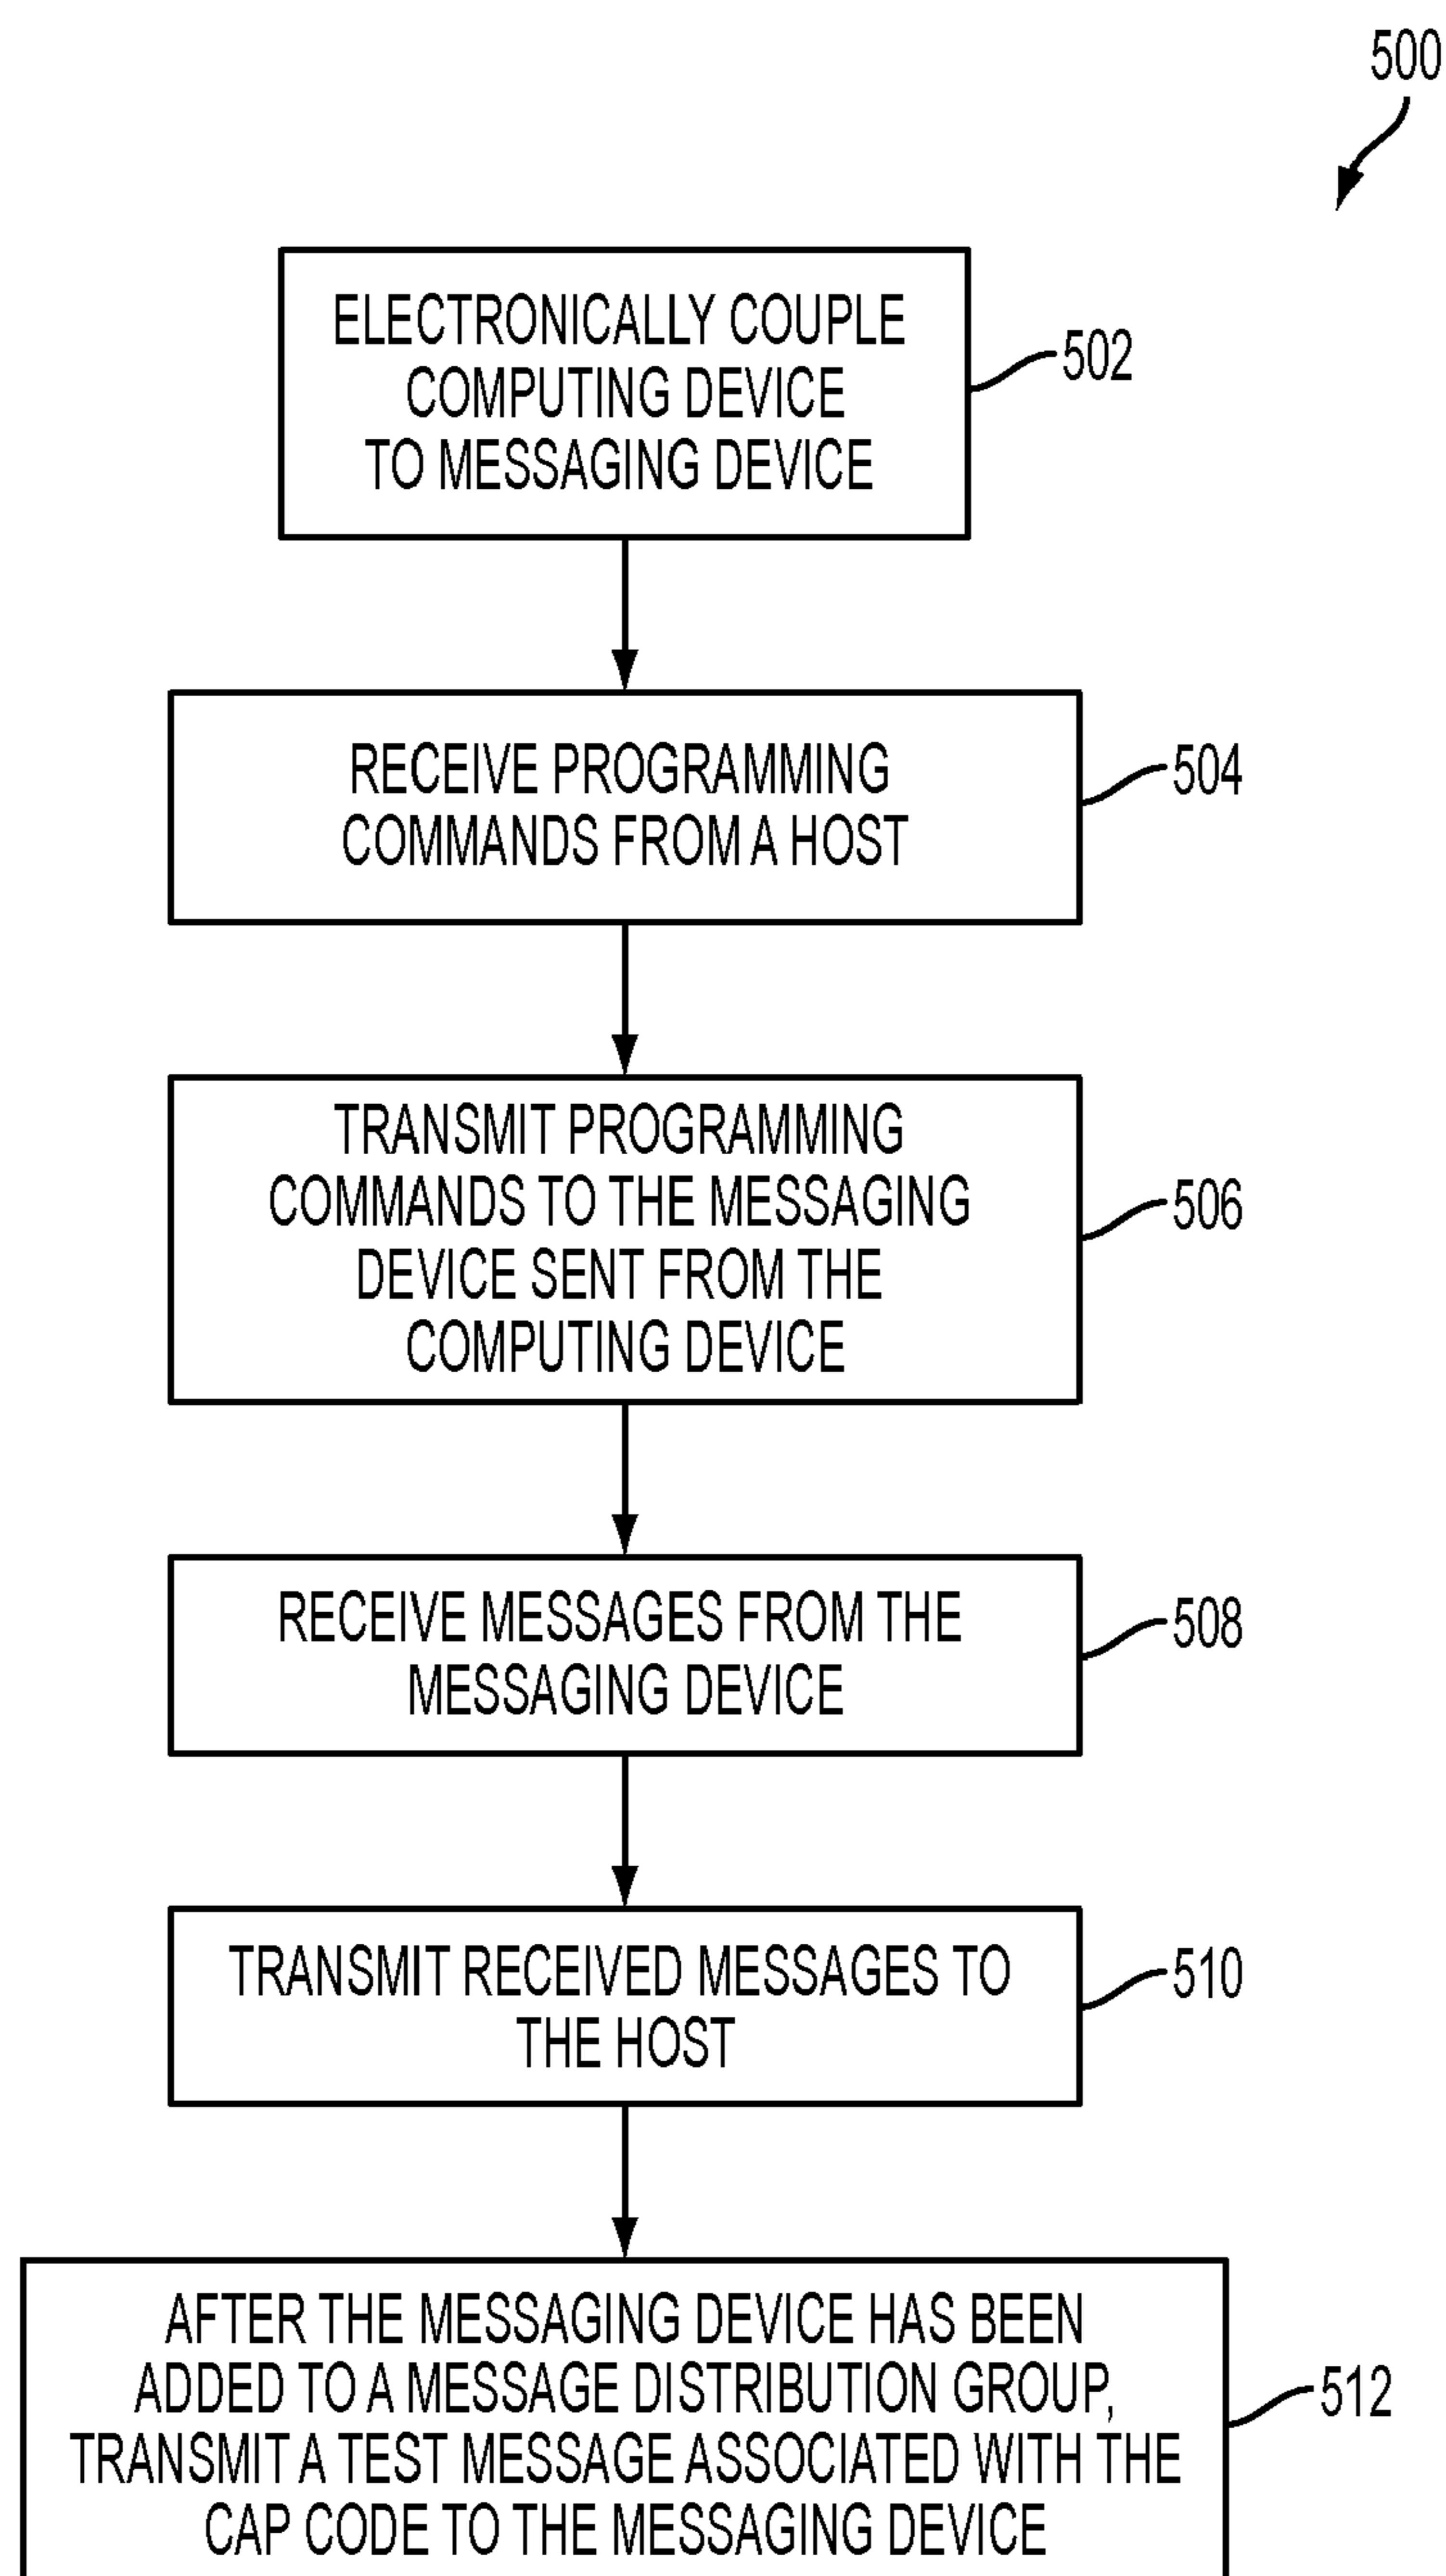 500
ELECTRONICALLY COUPLE
COMPUTING DEVICE
TO MESSAGING DEVICE
502
RECEIVE PROGRAMMING
COMMANDS FROM A HOST
504
TRANSMIT PROGRAMMING
COMMANDS TO THE MESSAGING
DEVICE SENT FROM THE
COMPUTING DEVICE
506
RECEIVE MESSAGES FROM THE
MESSAGING DEVICE
508
TRANSMIT RECEIVED MESSAGES TO
THE HOST
510
AFTER THE MESSAGING DEVICE HAS BEEN
ADDED TO A MESSAGE DISTRIBUTION GROUP,
TRANSMIT A TEST MESSAGE ASSOCIATED WITH THE
CAP CODE TO THE MESSAGING DEVICE
512